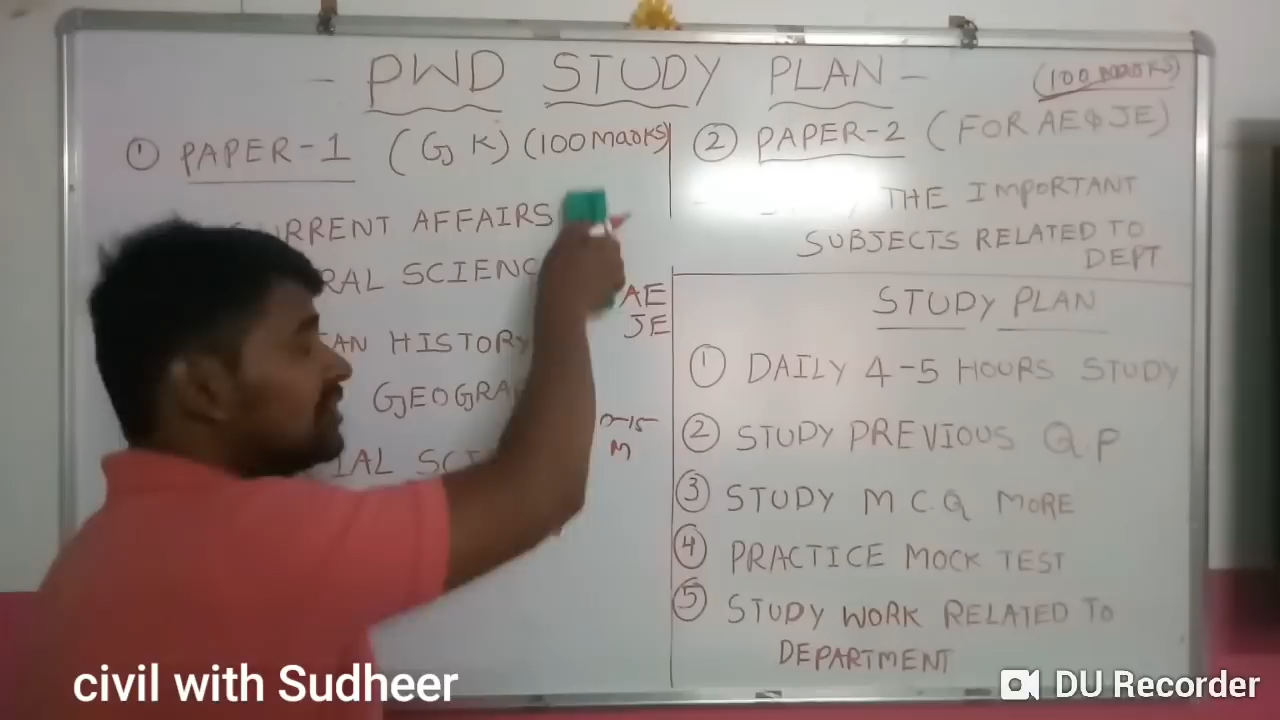 - PWD STUDY PLAN -
(100 MARKS)
① PAPER-1 (GK) (100 Marks)
CURRENT AFFAIRS
SCIENC
HISTORY
GEOGRA
AE
JE
M
② PAPER-2 (FOR AE & JE)
THE IMPORTANT
SUBJECTS RELATED TO
DEPT
STUDY PLAN
① DAILY 4-5 HOURS STUDY
② STUDY PREVIOUS Q P
③ STUDY M C.Q MORE
④ PRACTICE MOCK TEST
⑤ STUDY WORK RELATED TO
DEPARTMENT
civil with Sudheer
DU Recorder